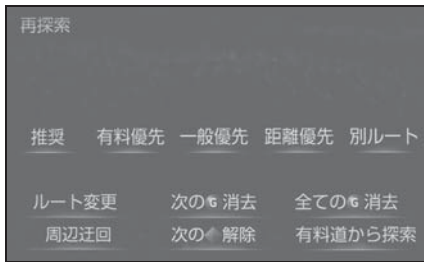 再探索
推奨 有料優先 一般優先 距離優先 別ルート
ルート変更 次の G 消去 全ての G 消去
周辺迂回 次の 解除 有料道から探索